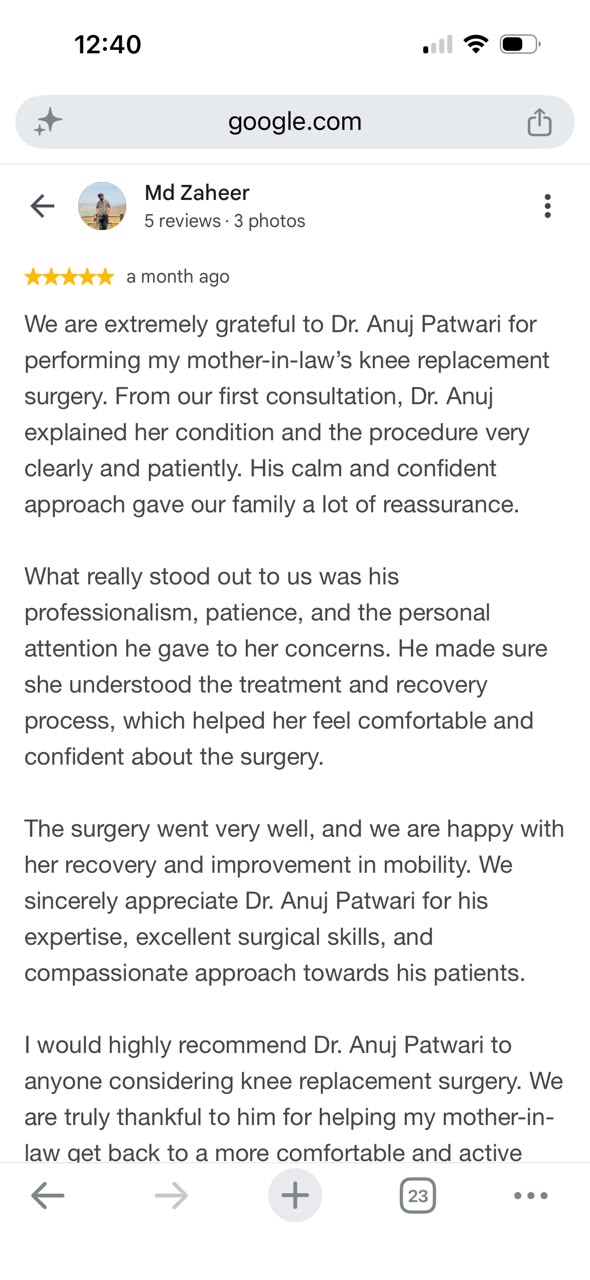 12:40
google.com
Md Zaheer
5 reviews · 3 photos
a month ago
We are extremely grateful to Dr. Anuj Patwari for
performing my mother-in-law’s knee replacement
surgery. From our first consultation, Dr. Anuj
explained her condition and the procedure very
clearly and patiently. His calm and confident
approach gave our family a lot of reassurance.
What really stood out to us was his
professionalism, patience, and the personal
attention he gave to her concerns. He made sure
she understood the treatment and recovery
process, which helped her feel comfortable and
confident about the surgery.
The surgery went very well, and we are happy with
her recovery and improvement in mobility. We
sincerely appreciate Dr. Anuj Patwari for his
expertise, excellent surgical skills, and
compassionate approach towards his patients.
I would highly recommend Dr. Anuj Patwari to
anyone considering knee replacement surgery. We
are truly thankful to him for helping my mother-in-
law get back to a more comfortable and active
23